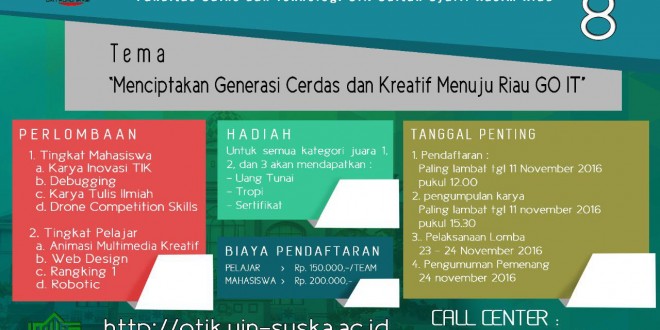 8
Tema
"Menciptakan Generasi Cerdas dan Kreatif Menuju Riau GO IT"
PERLOMBAAN
1. Tingkat Mahasiswa
a. Karya Inovasi TIK
b. Debugging
c. Karya Tulis Ilmiah
d. Drone Competition Skills
2. Tingkat Pelajar
a. Animasi Multimedia Kreatif
b. Web Design
c. Rangking 1
d. Robotic
HADIAH
Untuk semua kategori juara 1,
2, dan 3 akan mendapatkan :
- Uang Tunai
- Tropi
- Sertifikat
BIAYA PENDAFTARAN
PELAJAR > Rp. 150.000,-/TEAM
MAHASISWA > Rp. 200.000,-
TANGGAL PENTING
1. Pendaftaran :
Paling lambat tgl 11 November 2016
pukul 12.00
2. pengumpulan karya
Paling lambat tgl 11 november 2016
pukul 15.30
3.. Pelaksanaan Lomba
23 - 24 November 2016
4. Pengumuman Pemenang
24 november 2016
http://otik.uin-suska.ac.id
CALL CENTER :